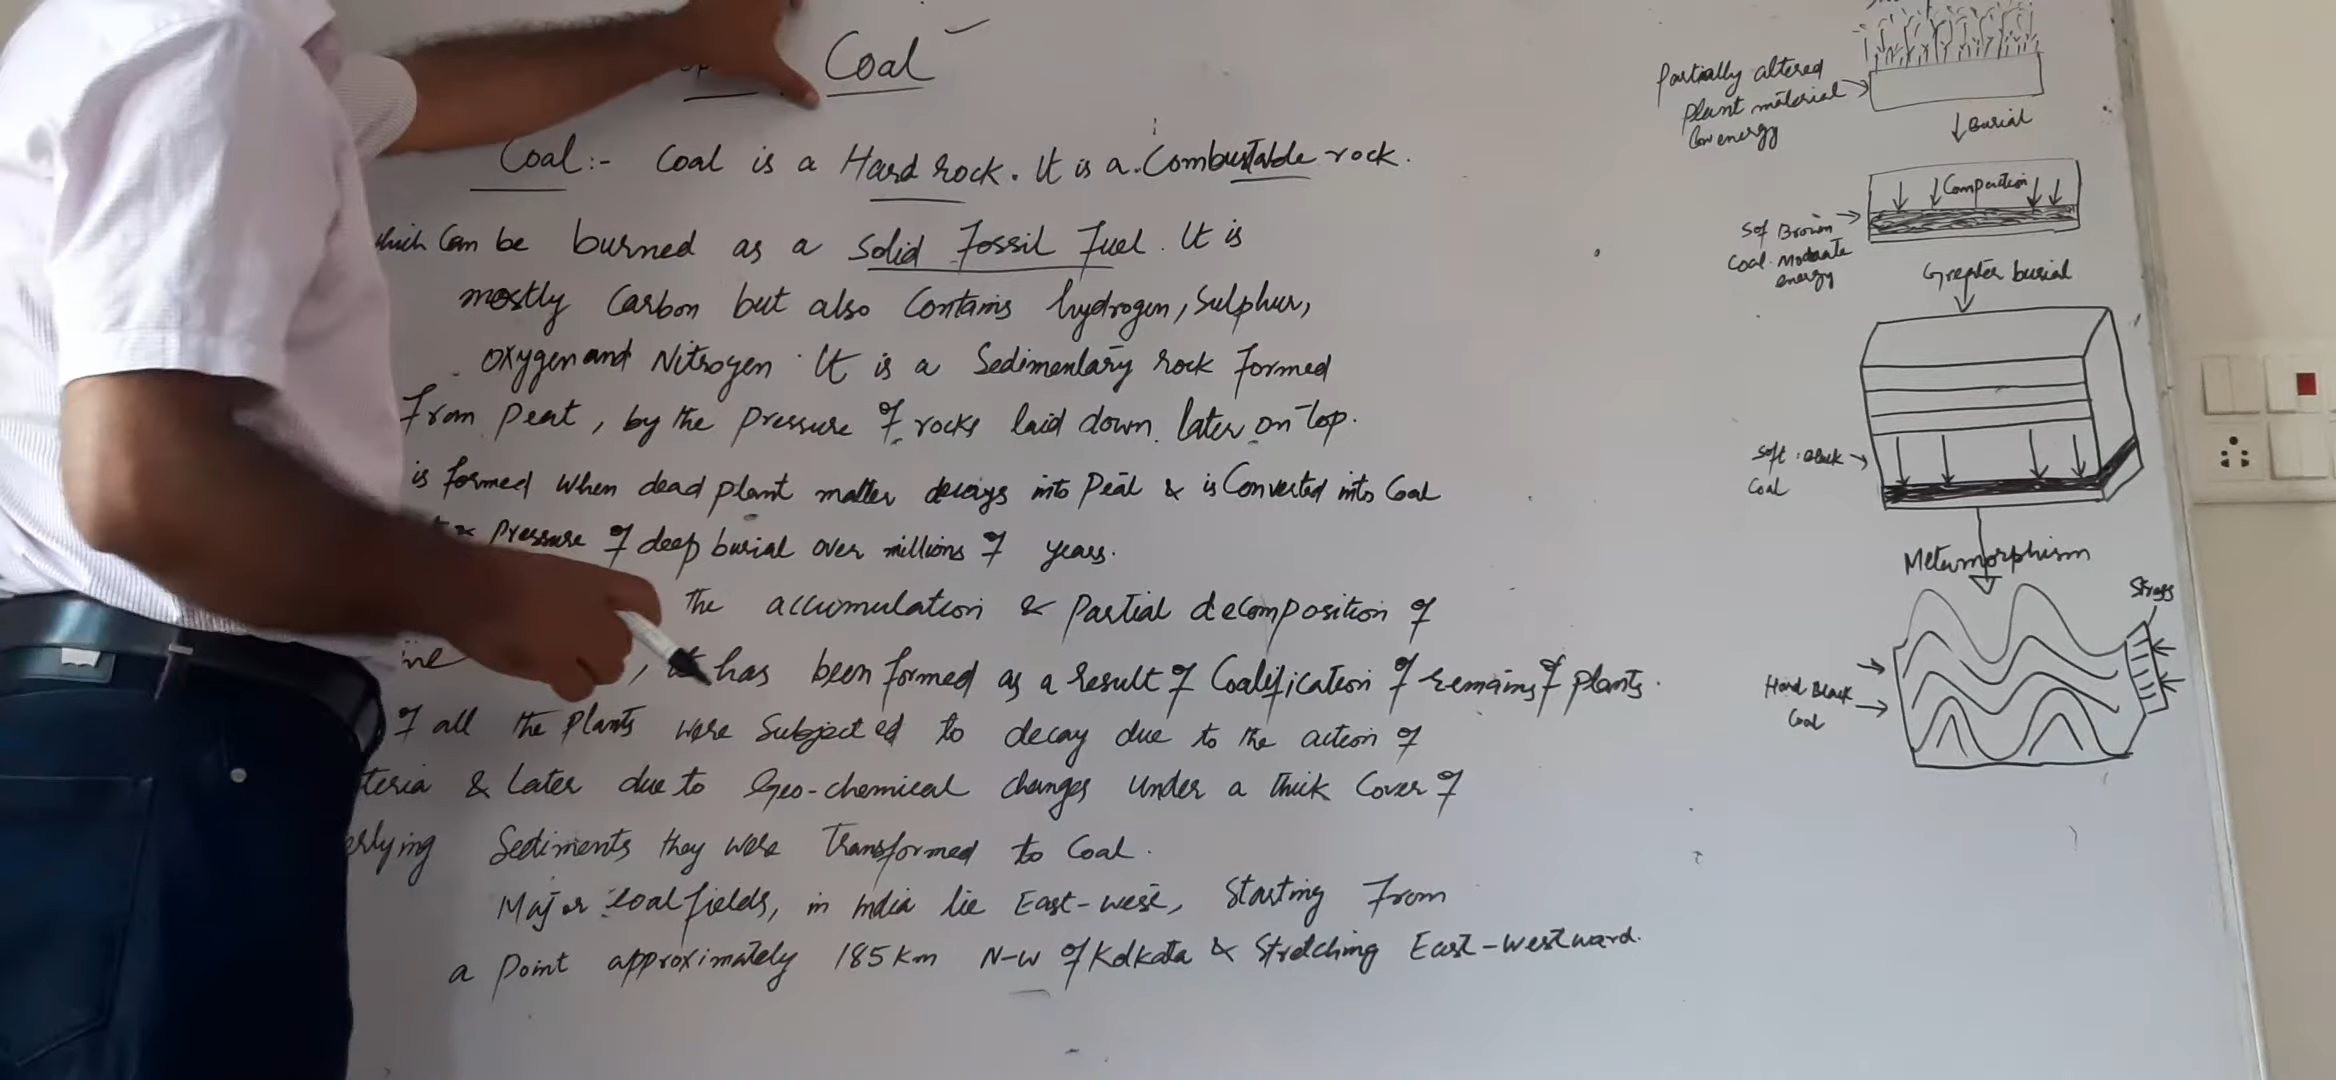 Coal
Coal:- Coal is a Hard rock. It is a Combustable rock.
which Can be burned as a Solid Fossil Fuel. It is
mostly Carbon but also Contains hydrogen, Sulphur,
Oxygen and Nitrogen. It is a Sedimentary rock Formed
From Peat, by the Pressure of rocks laid down later on top.
is formed when dead plant matter decays into Peat & is Converted into Coal
& Pressure of deep burial over millions of years.
The accumulation & Partial decomposition of
, it has been formed as a result of Coalification of remains of plants.
of all the Plants were Subjected to decay due to the action of
teria & Later due to Geo-chemical changes under a thick Cover of
erlying Sediments they were Transformed to Coal.
Major Coalfields, in India lie East-west, Starting From
a Point approximately 185 Km N-W of Kolkata & Stretching East-westward.
Partially altered
Plant material
Low energy
Burial
Compaction
Sof Brown
Coal. Moderate
energy
Greater burial
Soft Black
Coal
Metamorphism
Stress
Hard Black
Coal